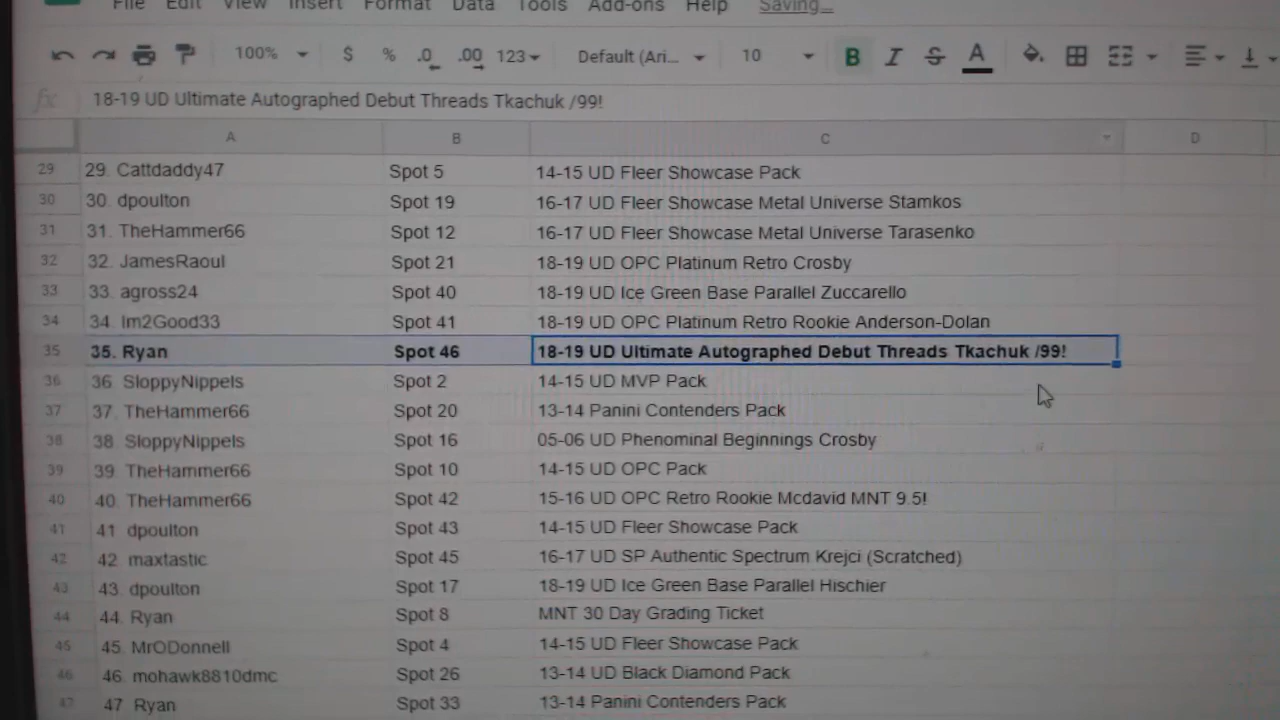 File Edit View Insert Format Data Tools Add-ons Help Saving...
100% $ % .0 .00 123 Default (Ari... 10 B I S A
fx 18-19 UD Ultimate Autographed Debut Threads Tkachuk /99!
A B C D
29 29. Cattdaddy47 Spot 5 14-15 UD Fleer Showcase Pack
30 30. dpoulton Spot 19 16-17 UD Fleer Showcase Metal Universe Stamkos
31 31. TheHammer66 Spot 12 16-17 UD Fleer Showcase Metal Universe Tarasenko
32 32. JamesRaoul Spot 21 18-19 UD OPC Platinum Retro Crosby
33 33. agross24 Spot 40 18-19 UD Ice Green Base Parallel Zuccarello
34 34. Im2Good33 Spot 41 18-19 UD OPC Platinum Retro Rookie Anderson-Dolan
35 35. Ryan Spot 46 18-19 UD Ultimate Autographed Debut Threads Tkachuk /99!
36 36. SloppyNippels Spot 2 14-15 UD MVP Pack
37 37. TheHammer66 Spot 20 13-14 Panini Contenders Pack
38 38. SloppyNippels Spot 16 05-06 UD Phenominal Beginnings Crosby
39 39. TheHammer66 Spot 10 14-15 UD OPC Pack
40 40. TheHammer66 Spot 42 15-16 UD OPC Retro Rookie Mcdavid MNT 9.5!
41 41 dpoulton Spot 43 14-15 UD Fleer Showcase Pack
42 42 maxtastic Spot 45 16-17 UD SP Authentic Spectrum Krejci (Scratched)
43 43. dpoulton Spot 17 18-19 UD Ice Green Base Parallel Hischier
44 44. Ryan Spot 8 MNT 30 Day Grading Ticket
45 45. MrODonnell Spot 4 14-15 UD Fleer Showcase Pack
46 46. mohawk8810dmc Spot 26 13-14 UD Black Diamond Pack
47 47 Ryan Spot 33 13-14 Panini Contenders Pack